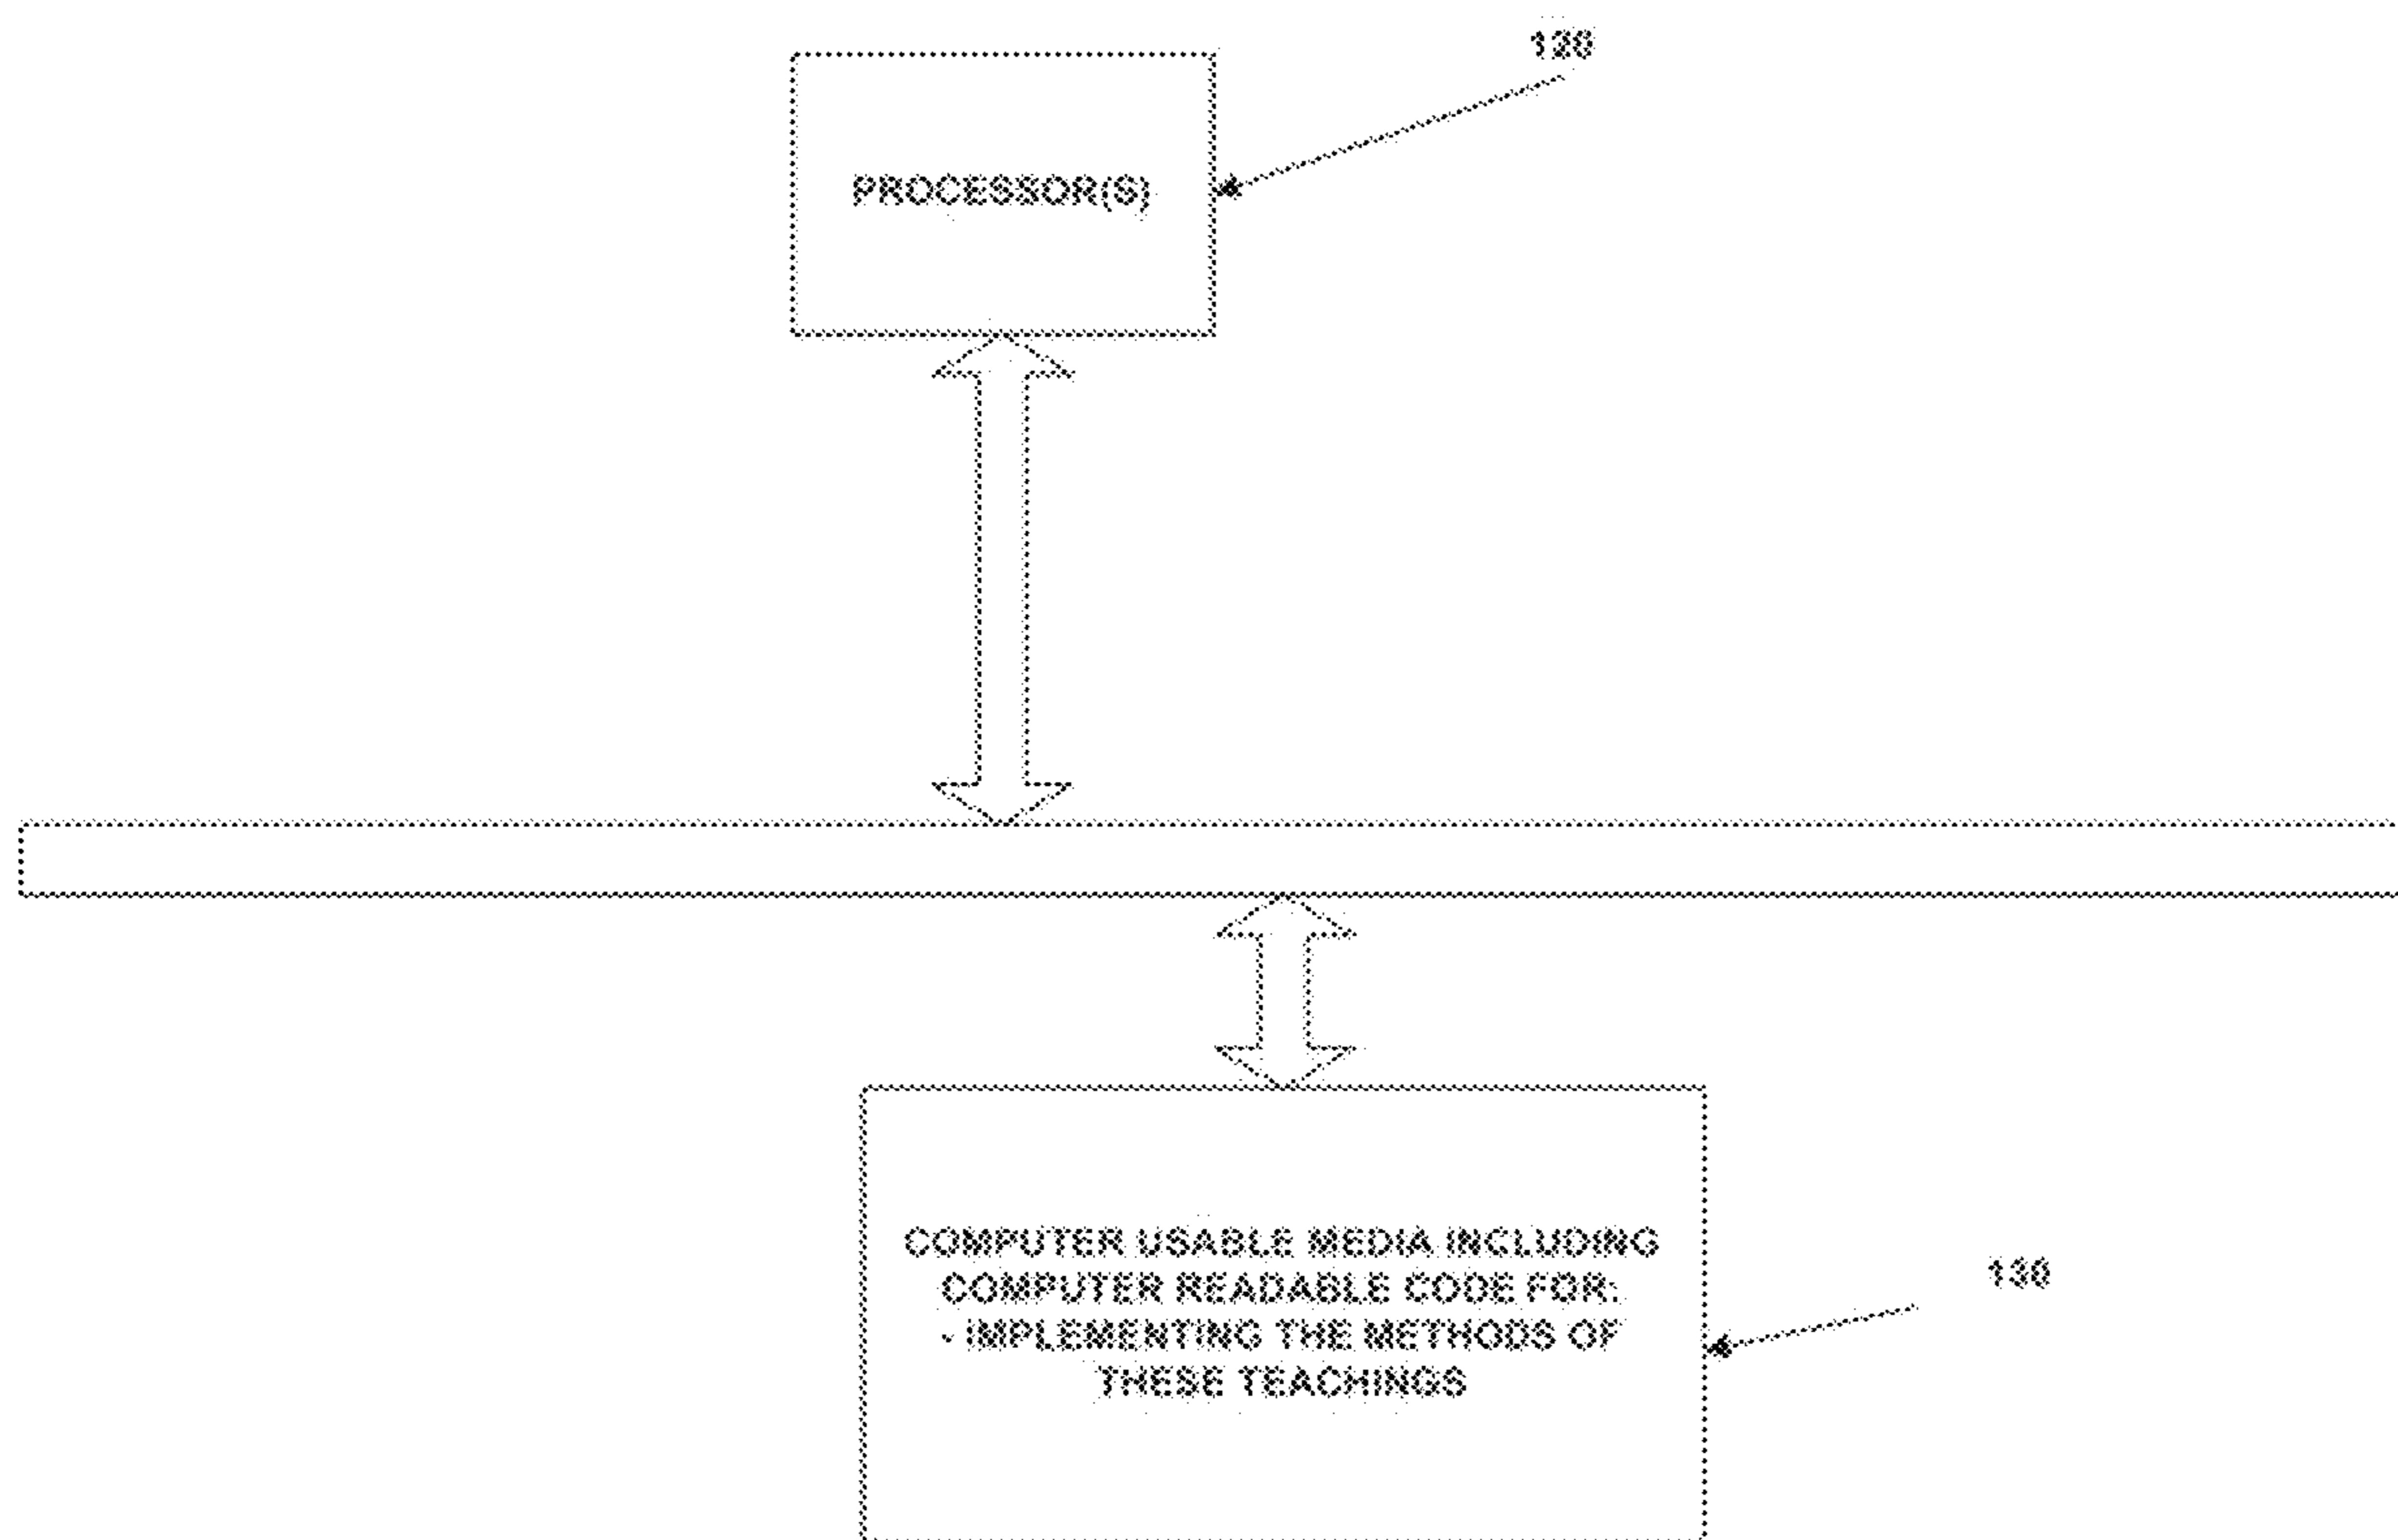 120
PROCESSOR(S)
COMPUTER USABLE MEDIA INCLUDING
COMPUTER READABLE CODE FOR:
- IMPLEMENTING THE METHODS OF
THESE TEACHINGS
130